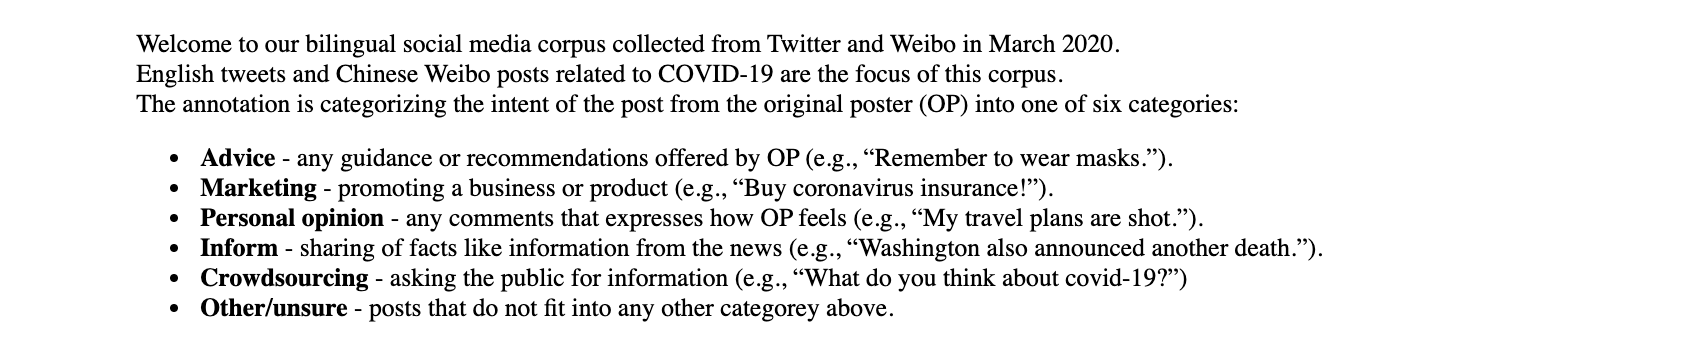 Welcome to our bilingual social media corpus collected from Twitter and Weibo in March 2020.
English tweets and Chinese Weibo posts related to COVID-19 are the focus of this corpus.
The annotation is categorizing the intent of the post from the original poster (OP) into one of six categories:
• Advice - any guidance or recommendations offered by OP (e.g., “Remember to wear masks.”).
• Marketing - promoting a business or product (e.g., “Buy coronavirus insurance!”).
• Personal opinion - any comments that expresses how OP feels (e.g., “My travel plans are shot.”).
• Inform - sharing of facts like information from the news (e.g., “Washington also announced another death.”).
• Crowdsourcing - asking the public for information (e.g., “What do you think about covid-19?”)
• Other/unsure - posts that do not fit into any other categorey above.